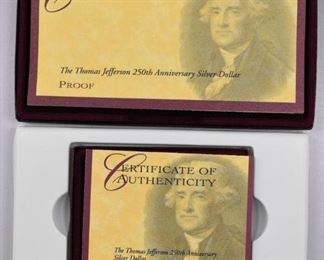 The Thomas Jefferson 250th Anniversary Silver Dollar
PROOF
CERTIFICATE OF
AUTHENTICITY
The Thomas Jefferson 250th Anniversary
Silver Dollar